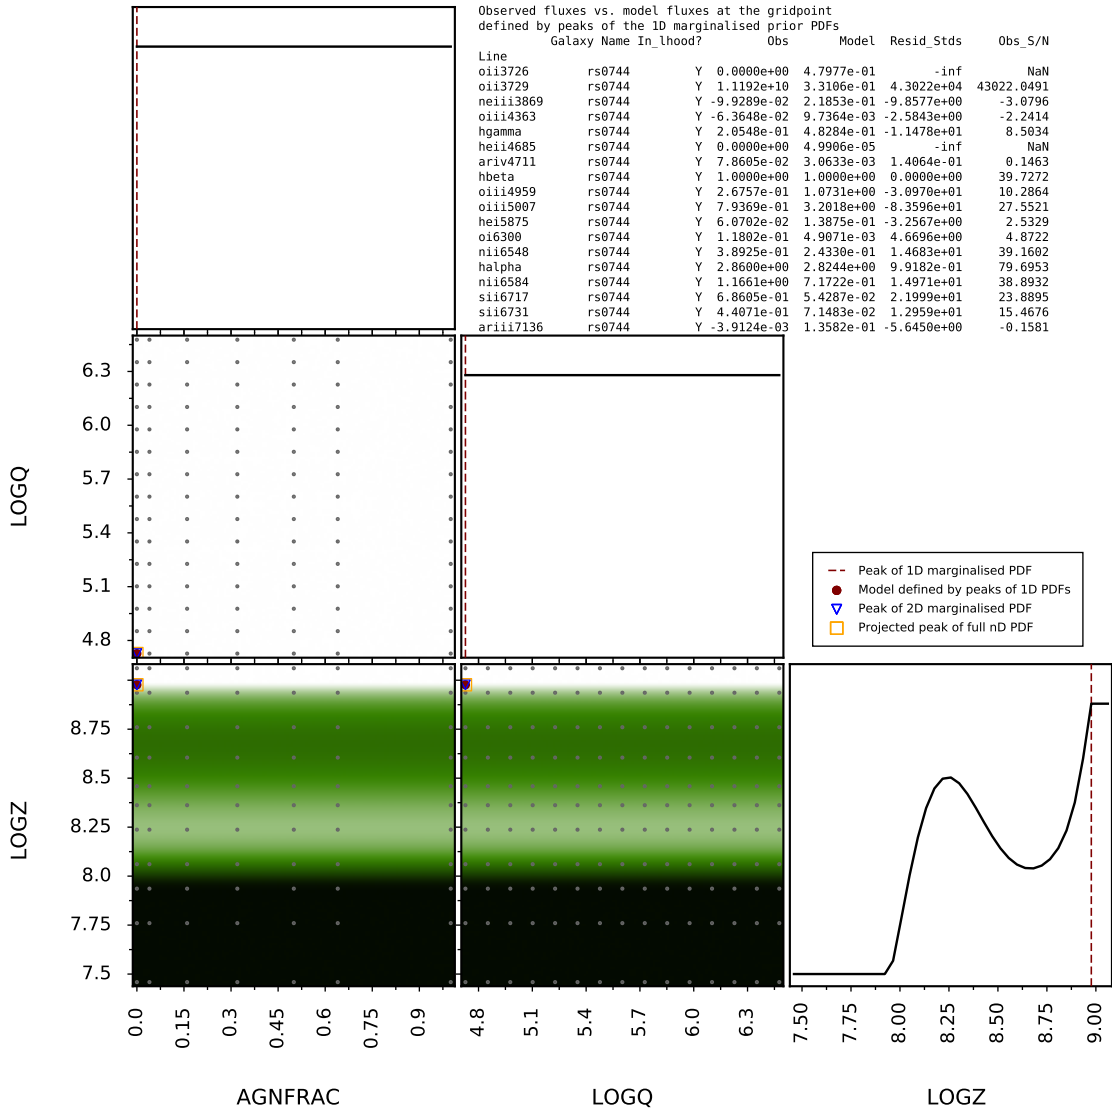 Observed fluxes vs. model fluxes at the gridpoint
defined by peaks of the 1D marginalised prior PDFs
Galaxy Name In_lhood? Obs Model Resid_Stds Obs_S/N
Line
oii3726 rs0744 Y 0.0000e+00 4.7977e-01 -inf NaN
oii3729 rs0744 Y 1.1192e+10 3.3106e-01 4.3022e+04 43022.0491
neiii3869 rs0744 Y -9.9289e-02 2.1853e-01 -9.8577e+00 -3.0796
oiii4363 rs0744 Y -6.3648e-02 9.7364e-03 -2.5843e+00 -2.2414
hgamma rs0744 Y 2.0548e-01 4.8284e-01 -1.1478e+01 8.5034
heii4685 rs0744 Y 0.0000e+00 4.9906e-05 -inf NaN
ariv4711 rs0744 Y 7.8605e-02 3.0633e-03 1.4064e-01 0.1463
hbeta rs0744 Y 1.0000e+00 1.0000e+00 0.0000e+00 39.7272
oiii4959 rs0744 Y 2.6757e-01 1.0731e+00 -3.0970e+01 10.2864
oiii5007 rs0744 Y 7.9369e-01 3.2018e+00 -8.3596e+01 27.5521
hei5875 rs0744 Y 6.0702e-02 1.3875e-01 -3.2567e+00 2.5329
oi6300 rs0744 Y 1.1802e-01 4.9071e-03 4.6696e+00 4.8722
nii6548 rs0744 Y 3.8925e-01 2.4330e-01 1.4683e+01 39.1602
halpha rs0744 Y 2.8600e+00 2.8244e+00 9.9182e-01 79.6953
nii6584 rs0744 Y 1.1661e+00 7.1722e-01 1.4971e+01 38.8932
sii6717 rs0744 Y 6.8605e-01 5.4287e-02 2.1999e+01 23.8895
sii6731 rs0744 Y 4.4071e-01 7.1483e-02 1.2959e+01 15.4676
ariii7136 rs0744 Y -3.9124e-03 1.3582e-01 -5.6450e+00 -0.1581
6.3
6.0
5.7
5.4
5.1
4.8
LOGQ
Peak of 1D marginalised PDF
Model defined by peaks of 1D PDFs
Peak of 2D marginalised PDF
Projected peak of full nD PDF
8.75
8.5
8.25
8.0
7.75
7.5
LOGZ
0.0 0.15 0.3 0.45 0.6 0.75 0.9
4.8 5.1 5.4 5.7 6.0 6.3
7.50 7.75 8.00 8.25 8.50 8.75 9.00
AGNFRAC LOGQ LOGZ